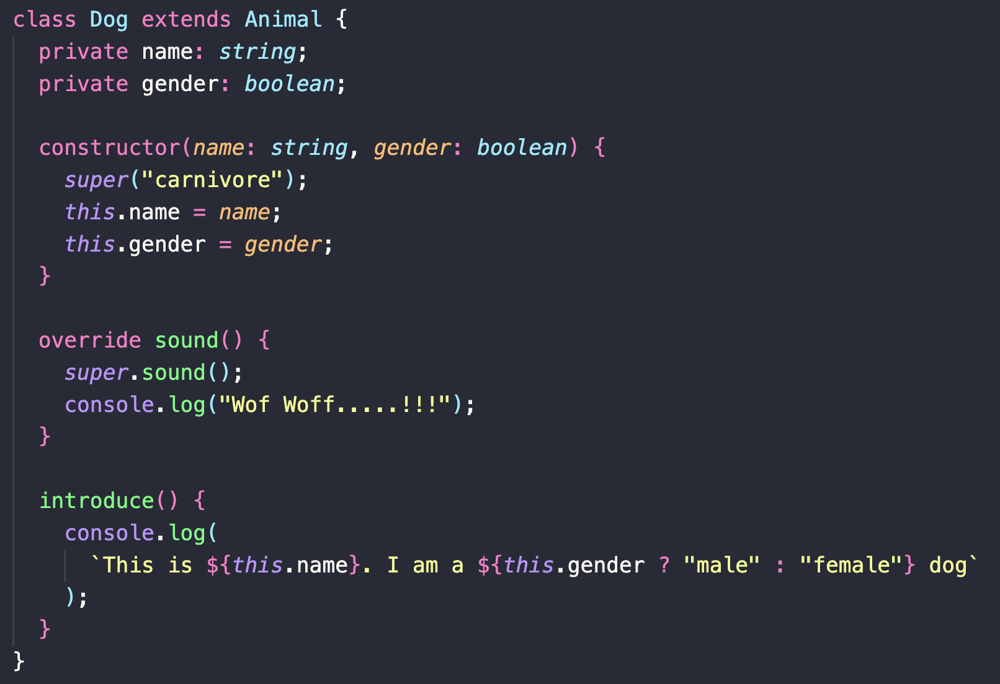 class Dog extends Animal {
  private name: string;
  private gender: boolean;

  constructor(name: string, gender: boolean) {
    super("carnivore");
    this.name = name;
    this.gender = gender;
  }

  override sound() {
    super.sound();
    console.log("Wof Woff.....!!!");
  }

  introduce() {
    console.log(
      `This is ${this.name}. I am a ${this.gender ? "male" : "female"} dog`
    );
  }
}